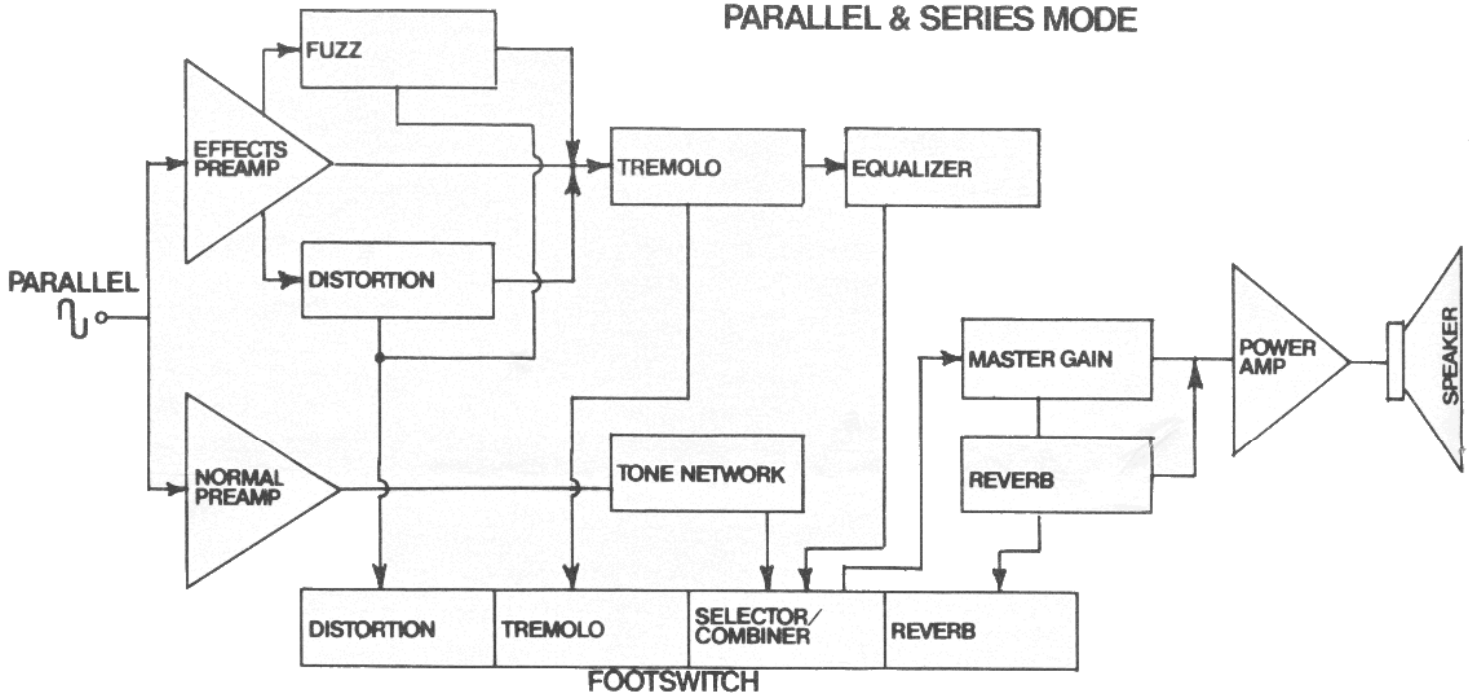 PARALLEL & SERIES MODE
FUZZ
EFFECTS
PREAMP
TREMOLO
EQUALIZER
DISTORTION
PARALLEL
MASTER GAIN
POWER
AMP
SPEAKER
NORMAL
PREAMP
TONE NETWORK
REVERB
DISTORTION
TREMOLO
SELECTOR/
COMBINER
REVERB
FOOTSWITCH